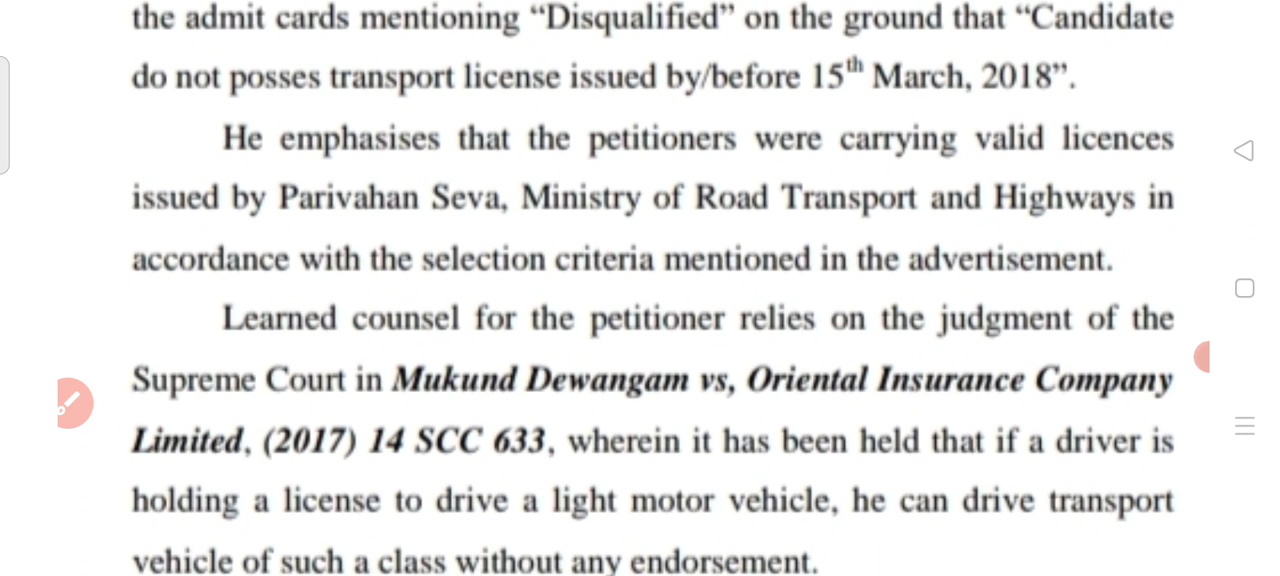 the admit cards mentioning “Disqualified” on the ground that “Candidate
do not posses transport license issued by/before 15th March, 2018”.
He emphasises that the petitioners were carrying valid licences
issued by Parivahan Seva, Ministry of Road Transport and Highways in
accordance with the selection criteria mentioned in the advertisement.
Learned counsel for the petitioner relies on the judgment of the
Supreme Court in Mukund Dewangam vs, Oriental Insurance Company
Limited, (2017) 14 SCC 633, wherein it has been held that if a driver is
holding a license to drive a light motor vehicle, he can drive transport
vehicle of such a class without any endorsement.